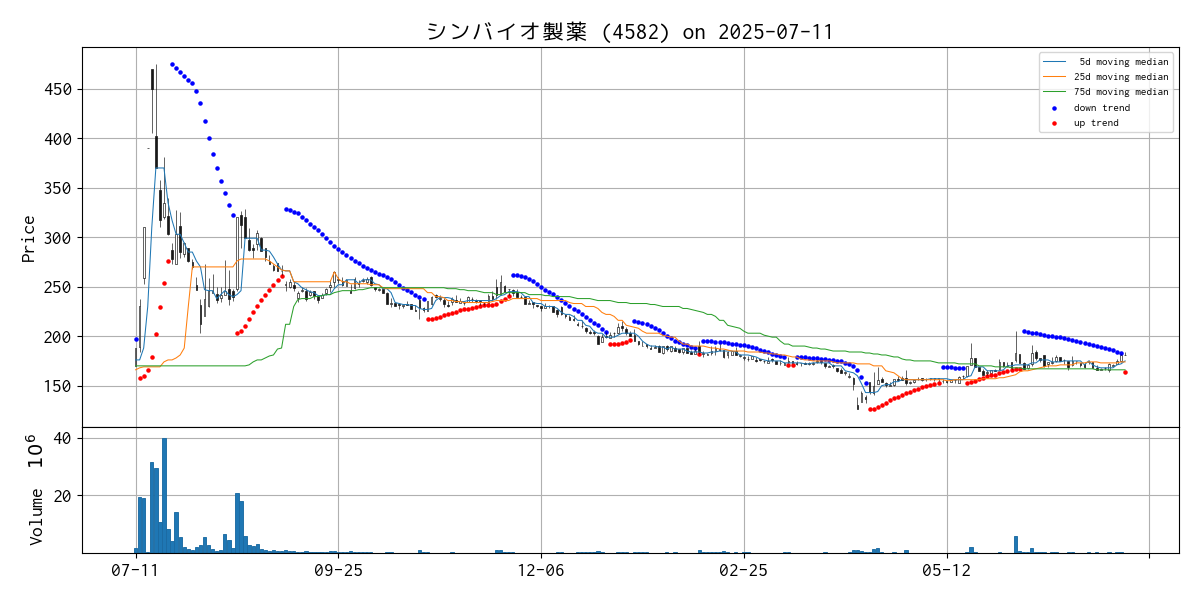 シンバイオ製薬 (4582) on 2025-07-11
5d moving median
25d moving median
75d moving median
down trend
up trend
Price
450
400
350
300
250
200
150
Volume 10^6
40
20
07-11
09-25
12-06
02-25
05-12